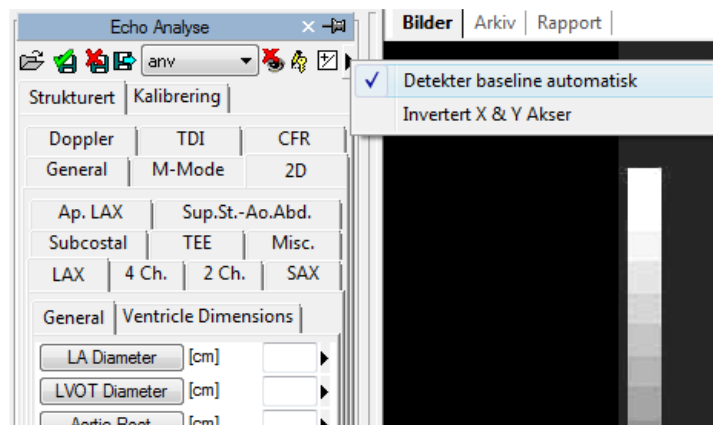 Echo Analyse
Bilder Arkiv Rapport
anv
Detekter baseline automatisk
Invertert X & Y Akser
Strukturert Kalibrering
Doppler TDI CFR
General M-Mode 2D
Ap. LAX Sup.St.-Ao.Abd.
Subcostal TEE Misc.
LAX 4 Ch. 2 Ch. SAX
General Ventricle Dimensions
LA Diameter [cm]
LVOT Diameter [cm]
Aortic Root [cm]